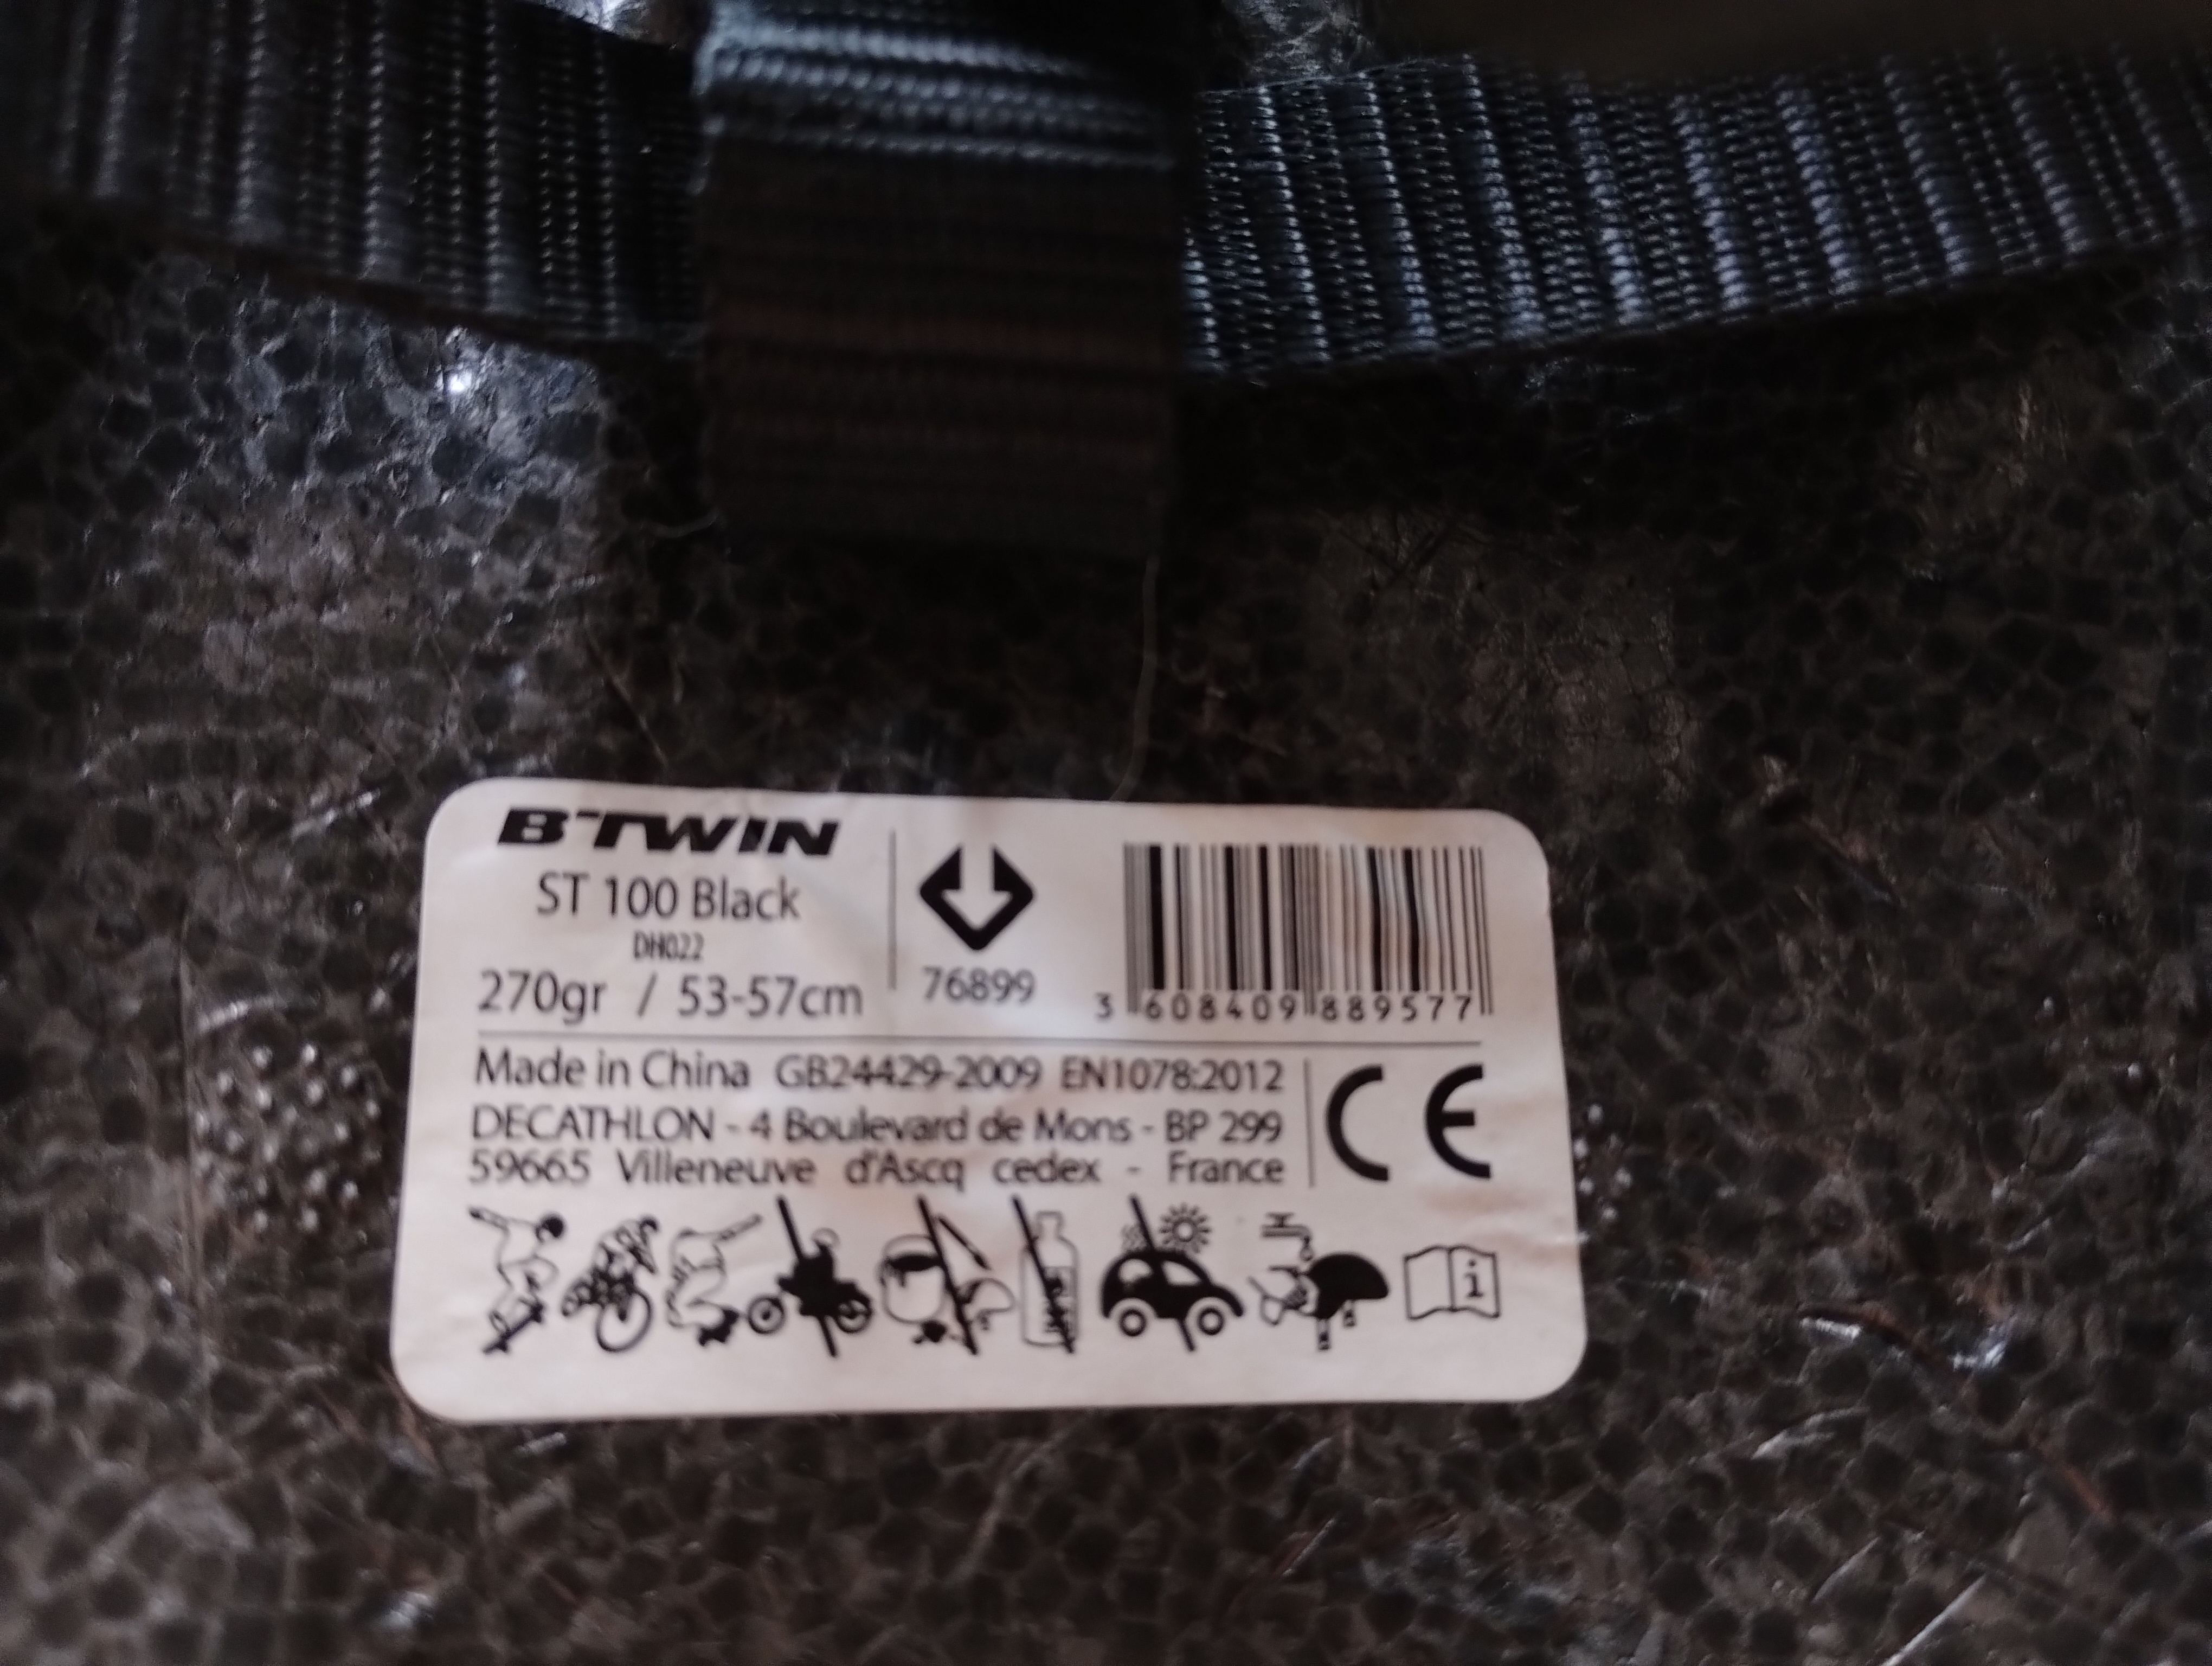 B'TWIN
ST 100 Black
DH022
270gr / 53-57cm
76899
3 608409 889577
Made in China GB24429-2009 EN1078:2012
DECATHLON - 4 Boulevard de Mons - BP 299
59665 Villeneuve d'Ascq cedex - France
CE
i